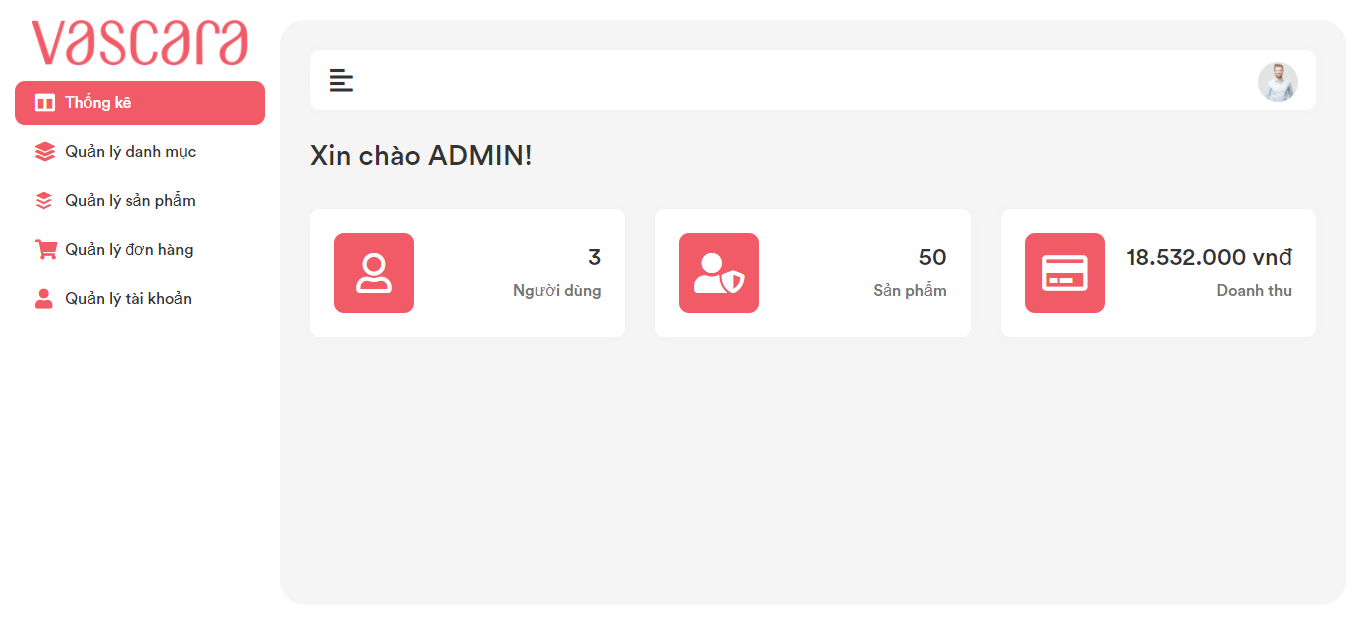 vascara
Thống kê
Quản lý danh mục
Quản lý sản phẩm
Quản lý đơn hàng
Quản lý tài khoản
Xin chào ADMIN!
3
Người dùng
50
Sản phẩm
18.532.000 vnđ
Doanh thu